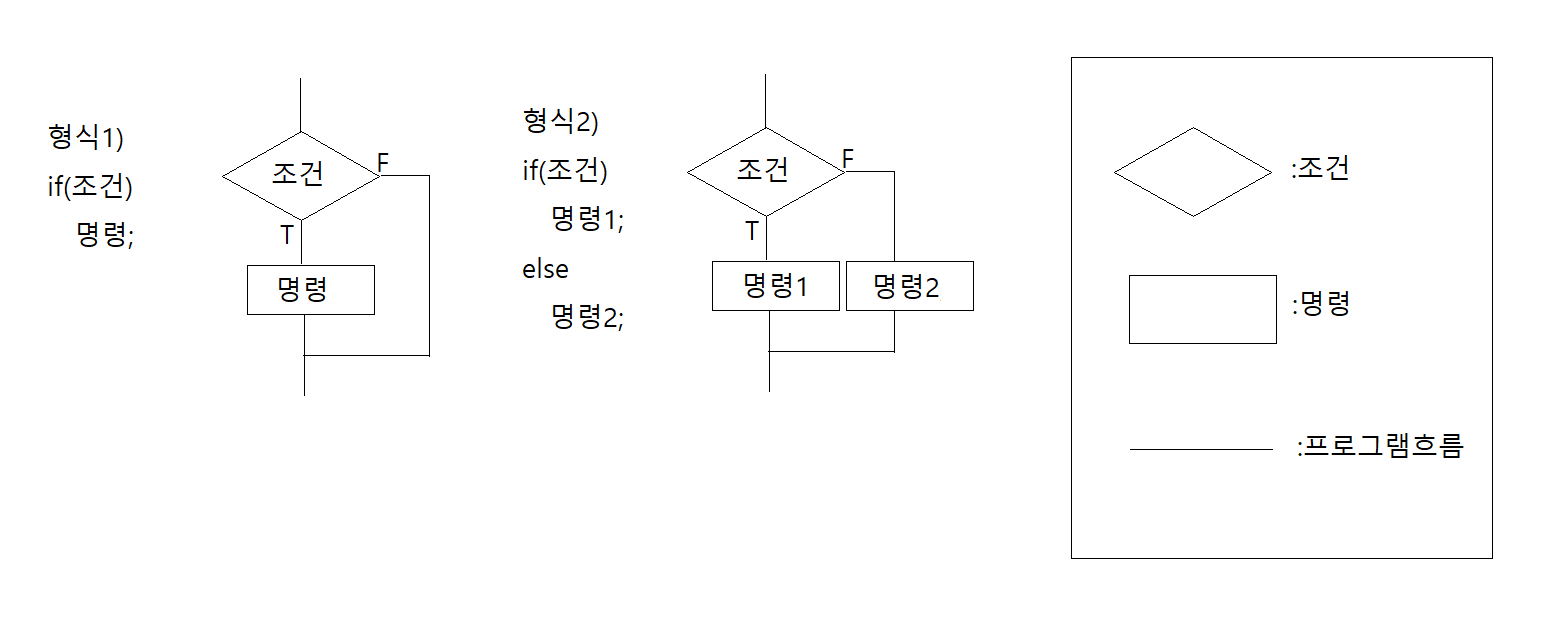 형식1)
if(조건)
명령;
조건
F
T
명령
형식2)
if(조건)
명령1;
else
명령2;
조건
F
T
명령1
명령2
:조건
:명령
:프로그램흐름